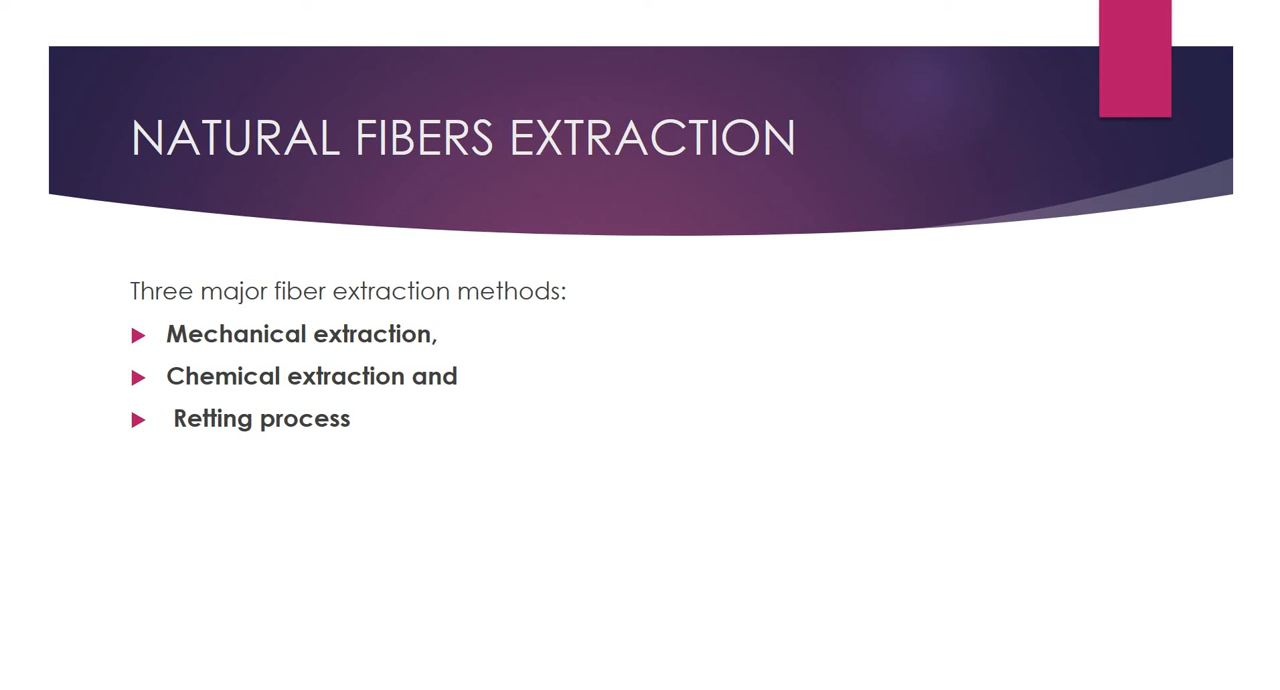 NATURAL FIBERS EXTRACTION
Three major fiber extraction methods:
Mechanical extraction,
Chemical extraction and
Retting process